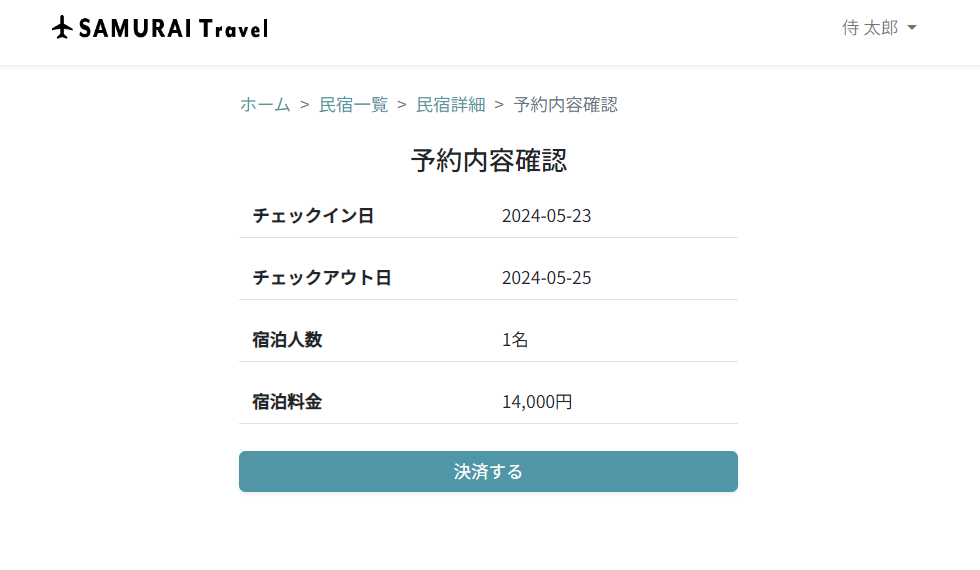 SAMURAI Travel
侍 太郎
ホーム > 民宿一覧 > 民宿詳細 > 予約内容確認
予約内容確認
チェックイン日 2024-05-23
チェックアウト日 2024-05-25
宿泊人数 1名
宿泊料金 14,000円
決済する